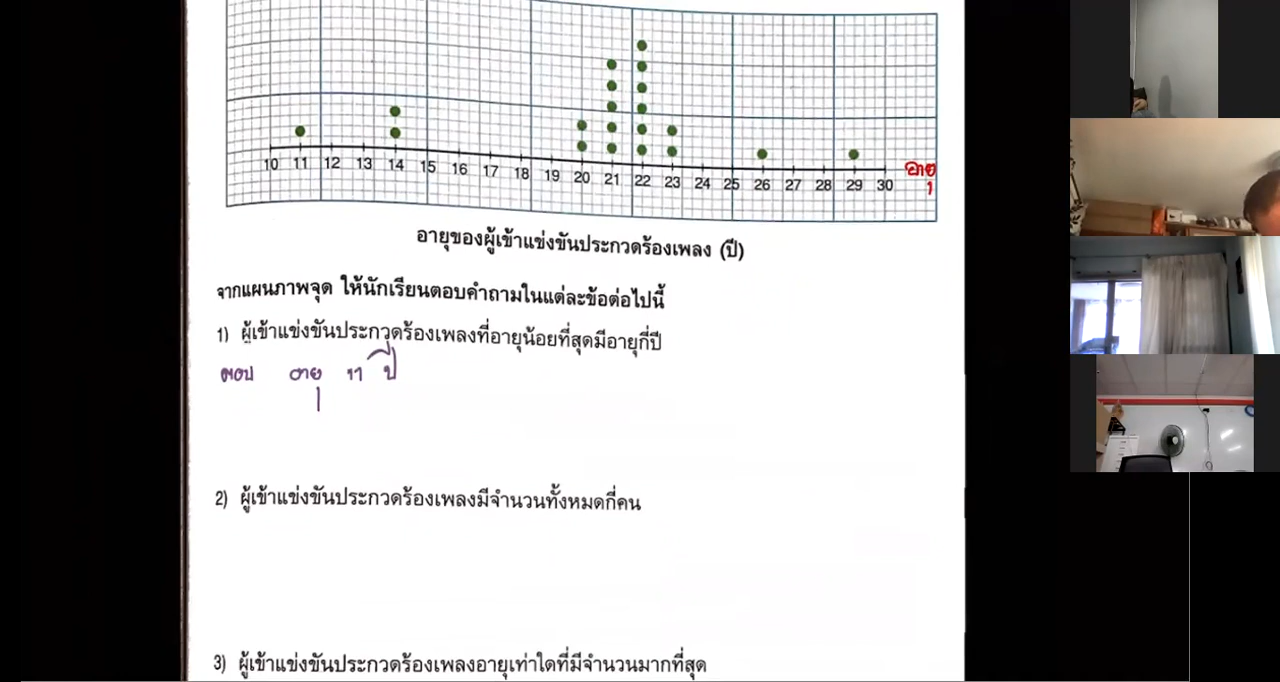 10 11 12 13 14 15 16 17 18 19 20 21 22 23 24 25 26 27 28 29 30 อายุ
อายุของผู้เข้าแข่งขันประกวดร้องเพลง (ปี)
จากแผนภาพจุด ให้นักเรียนตอบคำถามในแต่ละข้อต่อไปนี้
1) ผู้เข้าแข่งขันประกวดร้องเพลงที่อายุน้อยที่สุดมีอายุกี่ปี
ตอบ อายุ 11 ปี
2) ผู้เข้าแข่งขันประกวดร้องเพลงมีจำนวนทั้งหมดกี่คน
3) ผู้เข้าแข่งขันประกวดร้องเพลงอายุเท่าใดที่มีจำนวนมากที่สุด